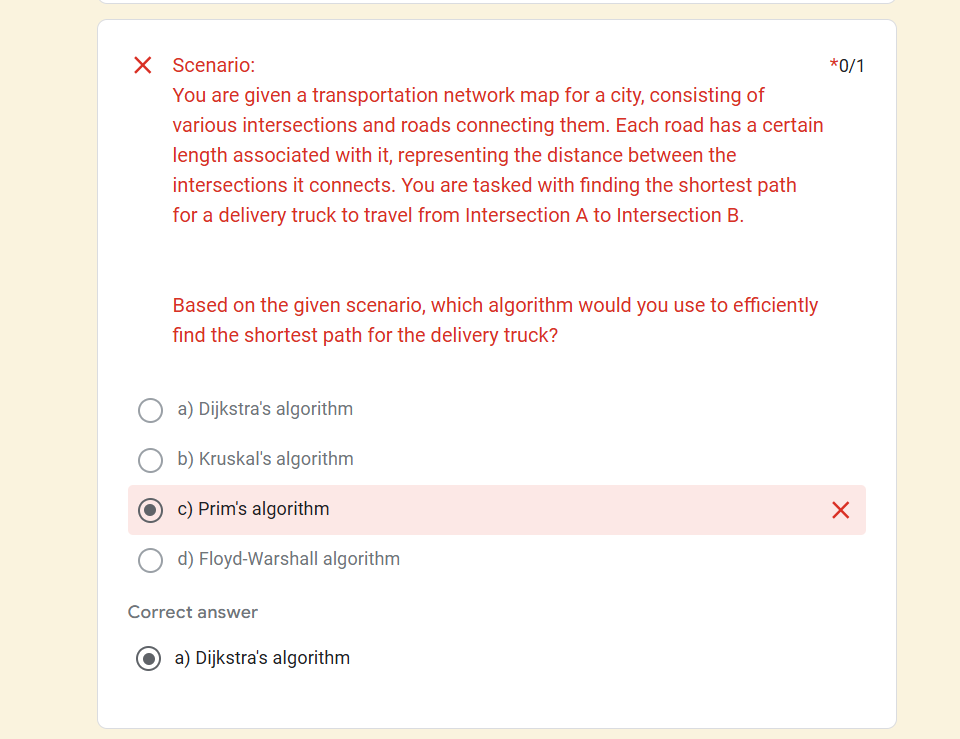 Scenario:
*0/1
You are given a transportation network map for a city, consisting of
various intersections and roads connecting them. Each road has a certain
length associated with it, representing the distance between the
intersections it connects. You are tasked with finding the shortest path
for a delivery truck to travel from Intersection A to Intersection B.
Based on the given scenario, which algorithm would you use to efficiently
find the shortest path for the delivery truck?
a) Dijkstra's algorithm
b) Kruskal's algorithm
c) Prim's algorithm
d) Floyd-Warshall algorithm
Correct answer
a) Dijkstra's algorithm